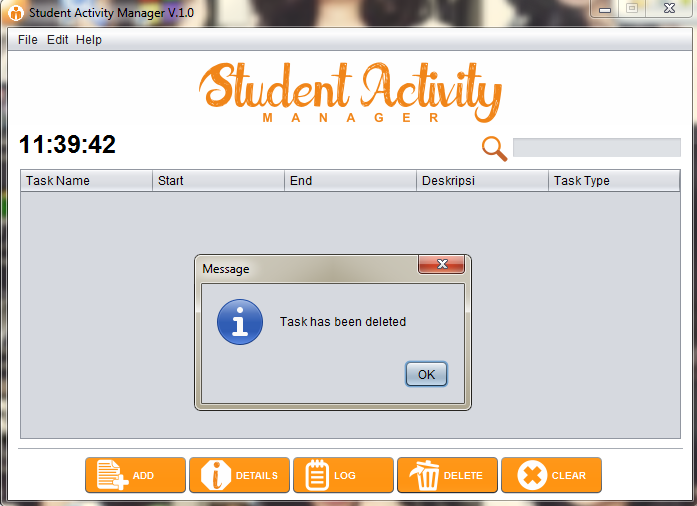 Student Activity Manager V.1.0
File Edit Help
Student Activity
MANAGER
11:39:42
Task Name Start End Deskripsi Task Type
Message
Task has been deleted
OK
ADD DETAILS LOG DELETE CLEAR